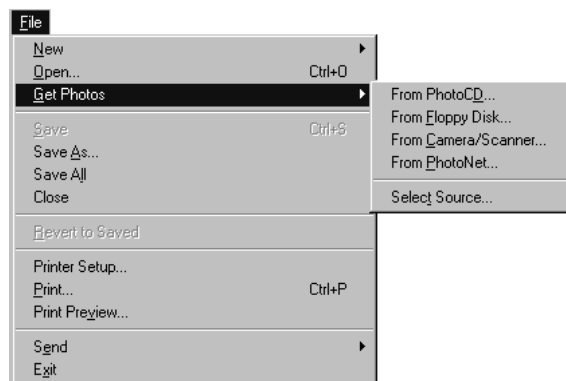 File
New
Open... Ctrl+O
Get Photos
Save Ctrl+S
Save As...
Save All
Close
Revert to Saved
Printer Setup...
Print... Ctrl+P
Print Preview...
Send
Exit
From PhotoCD...
From Floppy Disk...
From Camera/Scanner...
From PhotoNet...
Select Source...